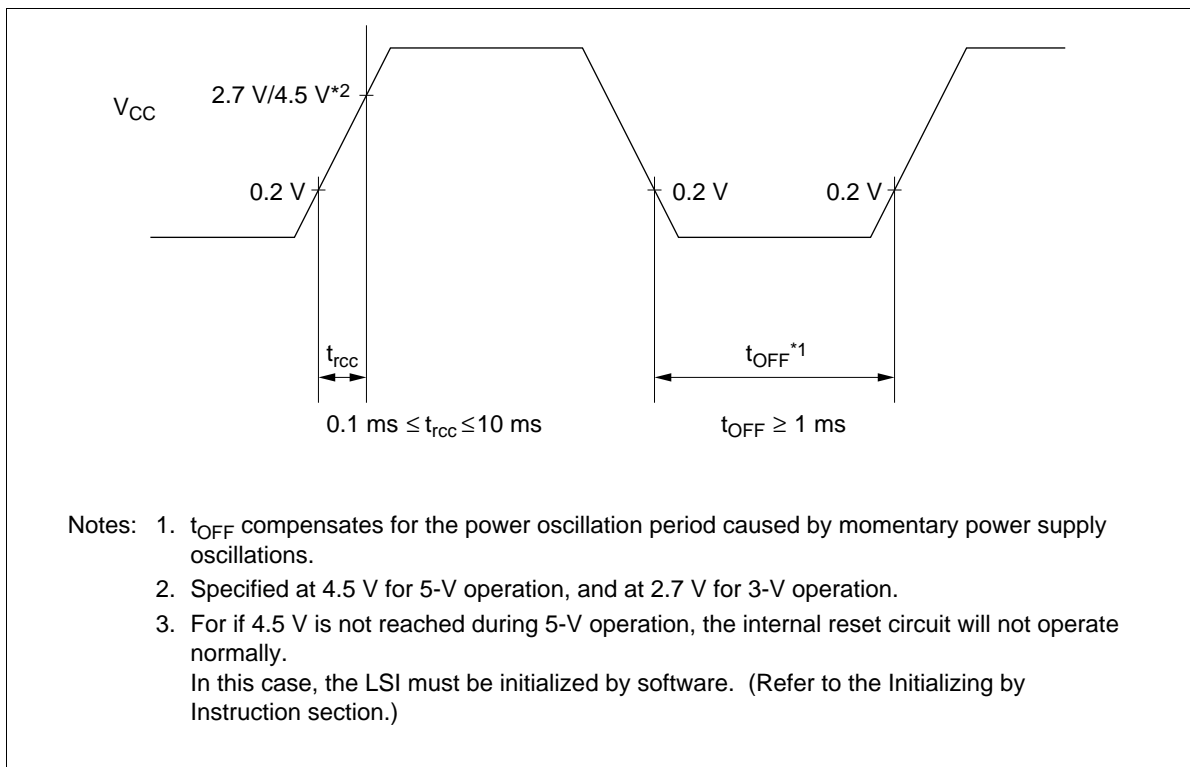 2.7 V/4.5 V*2
VCC
0.2 V
0.2 V
0.2 V
trcc
tOFF*1
0.1 ms ≤ trcc ≤10 ms
tOFF ≥ 1 ms
Notes: 1. tOFF compensates for the power oscillation period caused by momentary power supply
oscillations.
2. Specified at 4.5 V for 5-V operation, and at 2.7 V for 3-V operation.
3. For if 4.5 V is not reached during 5-V operation, the internal reset circuit will not operate
normally.
In this case, the LSI must be initialized by software. (Refer to the Initializing by
Instruction section.)